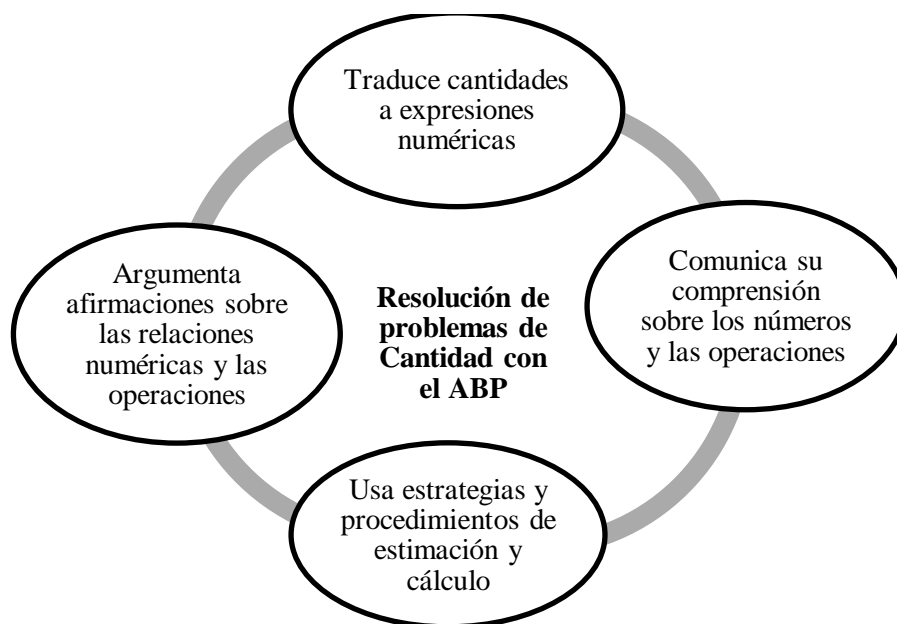 Traduce cantidades
a expresiones
numéricas
Comunica su
comprensión
sobre los números
y las operaciones
Usa estrategias y
procedimientos de
estimación y
cálculo
Argumenta
afirmaciones sobre
las relaciones
numéricas y las
operaciones
Resolución de
problemas de
Cantidad con
el ABP